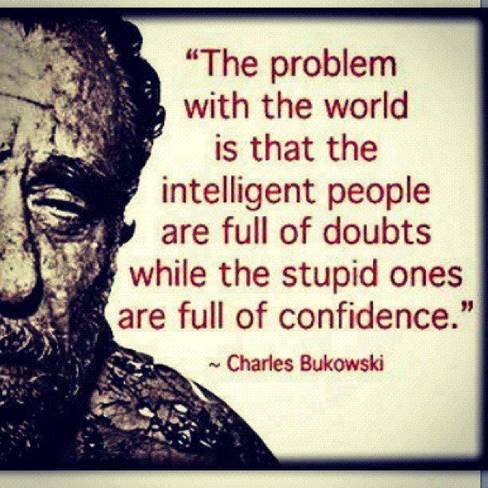 “The problem
with the world
is that the
intelligent people
are full of doubts
while the stupid ones
are full of confidence.”
~ Charles Bukowski